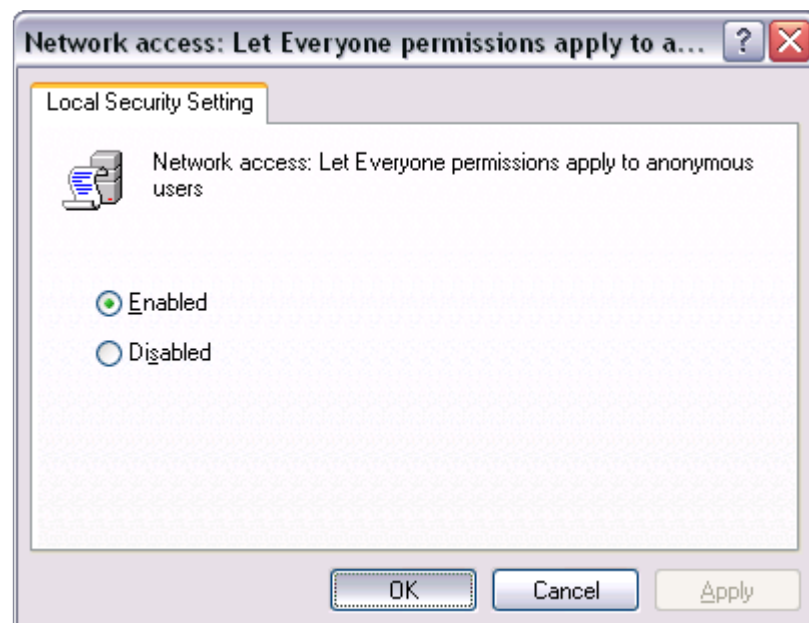 Network access: Let Everyone permissions apply to a...
Local Security Setting
Network access: Let Everyone permissions apply to anonymous
users
Enabled
Disabled
OK Cancel Apply